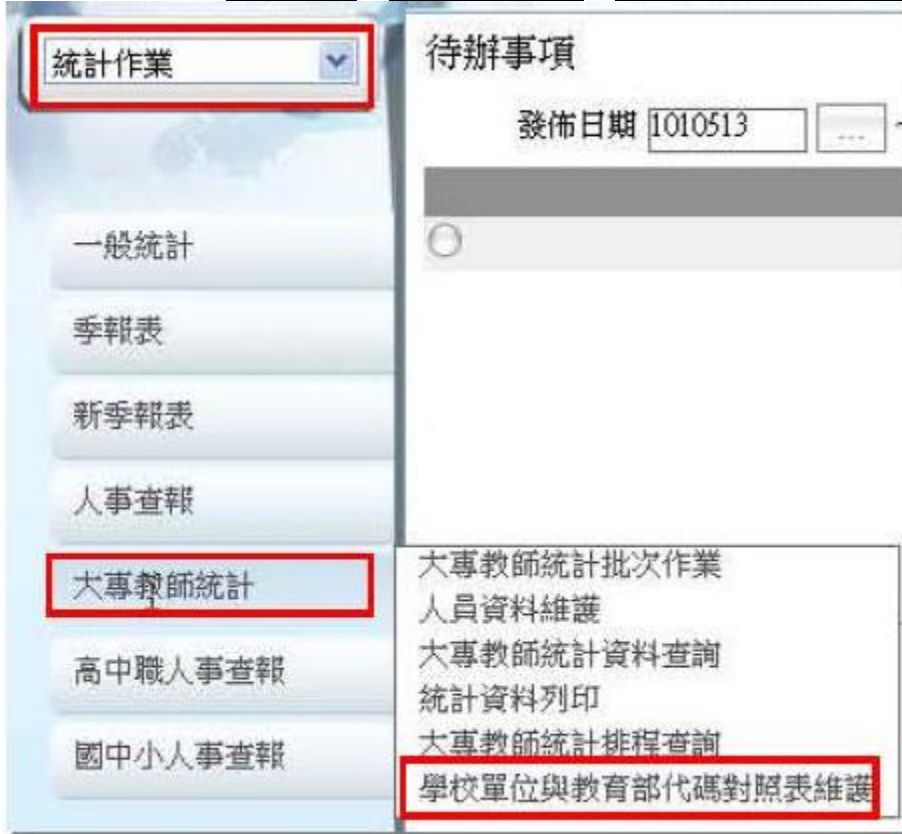 統計作業
待辦事項
發佈日期 1010513 ... ~
一般統計
季報表
新季報表
人事查報
大專教師統計
高中職人事查報
國中小人事查報
大專教師統計批次作業
人員資料維護
大專教師統計資料查詢
統計資料列印
大專教師統計排程查詢
學校單位與教育部代碼對照表維護